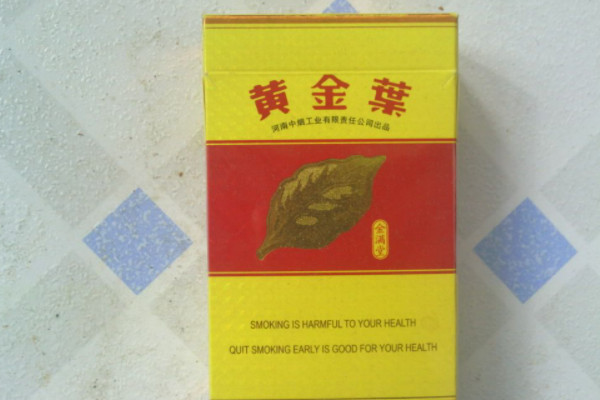 黄金葉
河南中烟工业有限责任公司出品
金满堂
SMOKING IS HARMFUL TO YOUR HEALTH
QUIT SMOKING EARLY IS GOOD FOR YOUR HEALTH